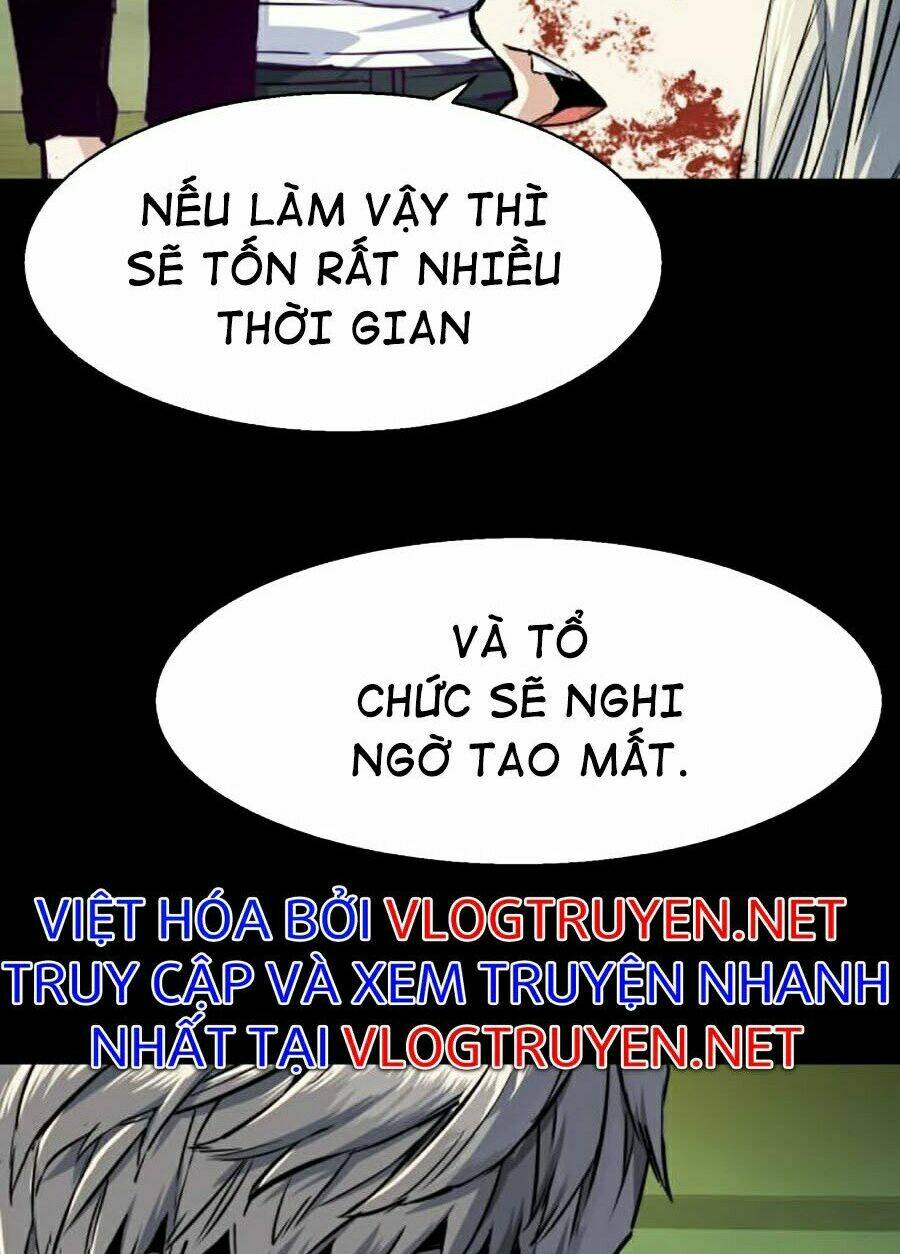 NẾU LÀM VẬY THÌ
SẼ TỐN RẤT NHIỀU
THỜI GIAN
VÀ TỔ
CHỨC SẼ NGHI
NGỜ TAO MẤT.
VIỆT HÓA BỞI VLOGTRUYEN.NET
TRUY CẬP VÀ XEM TRUYỆN NHANH
NHẤT TẠI VLOGTRUYEN.NET